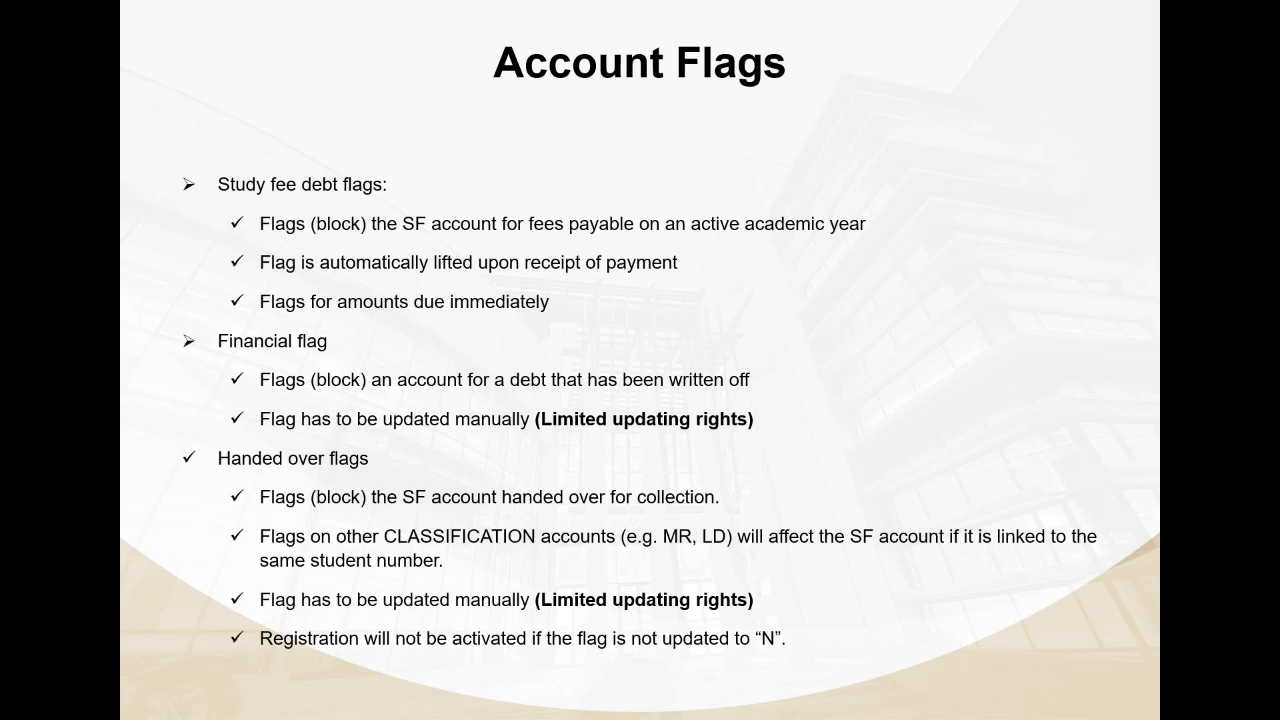 Account Flags
Study fee debt flags:
Flags (block) the SF account for fees payable on an active academic year
Flag is automatically lifted upon receipt of payment
Flags for amounts due immediately
Financial flag
Flags (block) an account for a debt that has been written off
Flag has to be updated manually (Limited updating rights)
Handed over flags
Flags (block) the SF account handed over for collection.
Flags on other CLASSIFICATION accounts (e.g. MR, LD) will affect the SF account if it is linked to the
same student number.
Flag has to be updated manually (Limited updating rights)
Registration will not be activated if the flag is not updated to “N”.